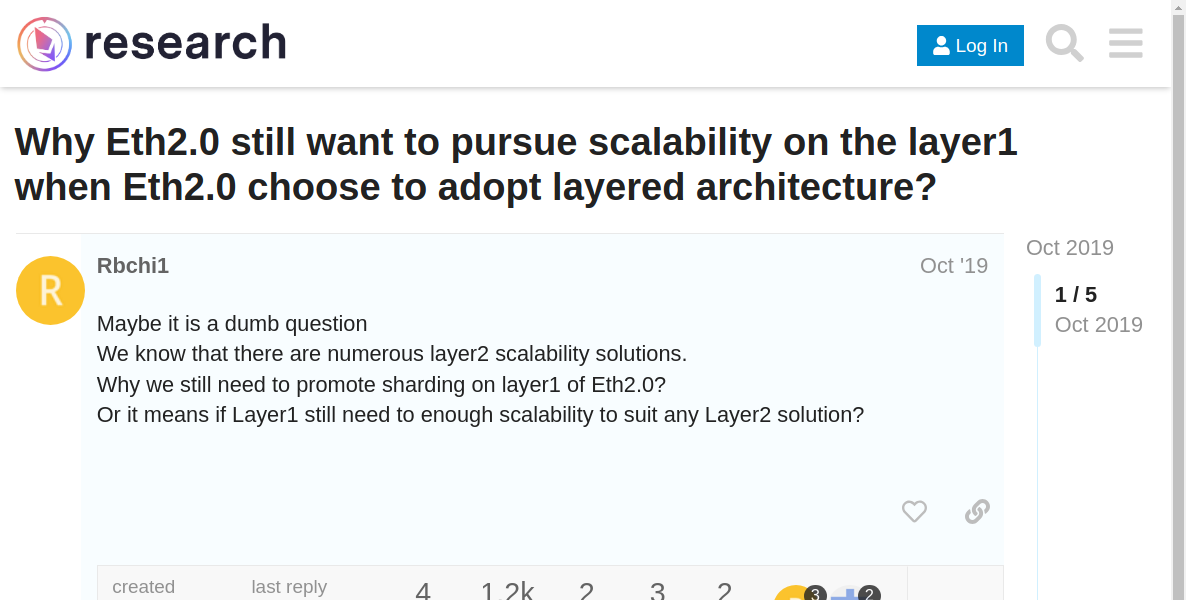 research
Log In
Why Eth2.0 still want to pursue scalability on the layer1
when Eth2.0 choose to adopt layered architecture?
R
Rbchi1
Oct '19
Maybe it is a dumb question
We know that there are numerous layer2 scalability solutions.
Why we still need to promote sharding on layer1 of Eth2.0?
Or it means if Layer1 still need to enough scalability to suit any Layer2 solution?
Oct 2019
1 / 5
Oct 2019
created
last reply
4
1.2k
2
3
2
3
2